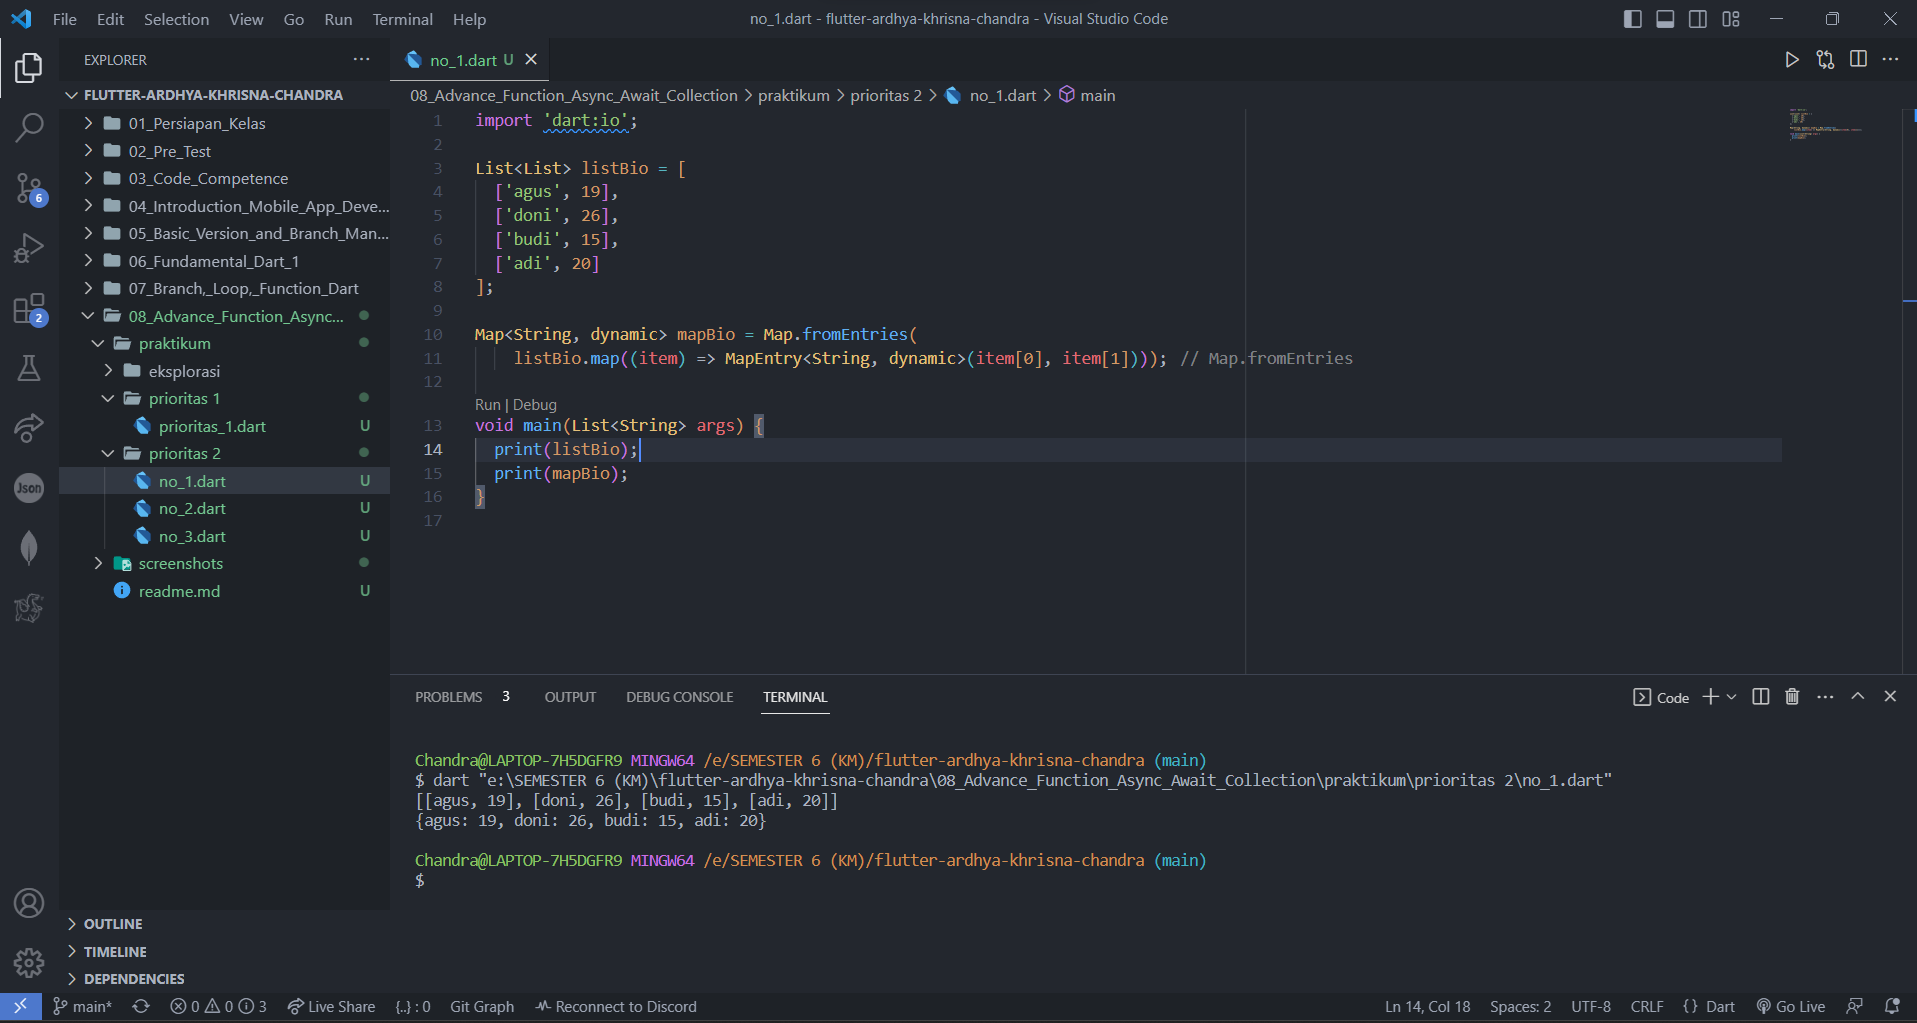 File Edit Selection View Go Run Terminal Help
no_1.dart - flutter-ardhya-khrisna-chandra - Visual Studio Code
EXPLORER
FLUTTER-ARDHYA-KHRISNA-CHANDRA
01_Persiapan_Kelas
02_Pre_Test
03_Code_Competence
04_Introduction_Mobile_App_Deve...
05_Basic_Version_and_Branch_Man...
06_Fundamental_Dart_1
07_Branch,_Loop,_Function_Dart
08_Advance_Function_Async...
praktikum
eksplorasi
prioritas 1
prioritas_1.dart U
prioritas 2
no_1.dart U
no_2.dart U
no_3.dart U
screenshots
readme.md U
OUTLINE
TIMELINE
DEPENDENCIES
6
2
Json
no_1.dart U
08_Advance_Function_Async_Await_Collection > praktikum > prioritas 2 > no_1.dart > main
1 import 'dart:io';
2
3 List<List> listBio = [
4 ['agus', 19],
5 ['doni', 26],
6 ['budi', 15],
7 ['adi', 20]
8 ];
9
10 Map<String, dynamic> mapBio = Map.fromEntries(
11 listBio.map((item) => MapEntry<String, dynamic>(item[0], item[1]))); // Map.fromEntries
12
Run | Debug
13 void main(List<String> args) {
14 print(listBio);
15 print(mapBio);
16 }
17
PROBLEMS 3 OUTPUT DEBUG CONSOLE TERMINAL
Code
Chandra@LAPTOP-7H5DGFR9 MINGW64 /e/SEMESTER 6 (KM)/flutter-ardhya-khrisna-chandra (main)
$ dart "e:\SEMESTER 6 (KM)\flutter-ardhya-khrisna-chandra\08_Advance_Function_Async_Await_Collection\praktikum\prioritas 2\no_1.dart"
[[agus, 19], [doni, 26], [budi, 15], [adi, 20]]
{agus: 19, doni: 26, budi: 15, adi: 20}
Chandra@LAPTOP-7H5DGFR9 MINGW64 /e/SEMESTER 6 (KM)/flutter-ardhya-khrisna-chandra (main)
$
main* 0 0 3 Live Share {..} : 0 Git Graph Reconnect to Discord
Ln 14, Col 18 Spaces: 2 UTF-8 CRLF {} Dart Go Live